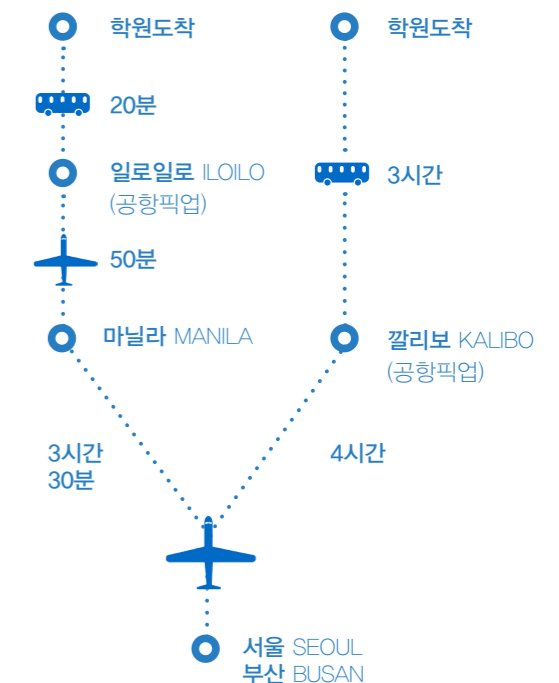 학원도착
20분
일로일로 ILOILO
(공항픽업)
50분
마닐라 MANILA
3시간
30분
학원도착
3시간
깔리보 KALIBO
(공항픽업)
4시간
서울 SEOUL
부산 BUSAN